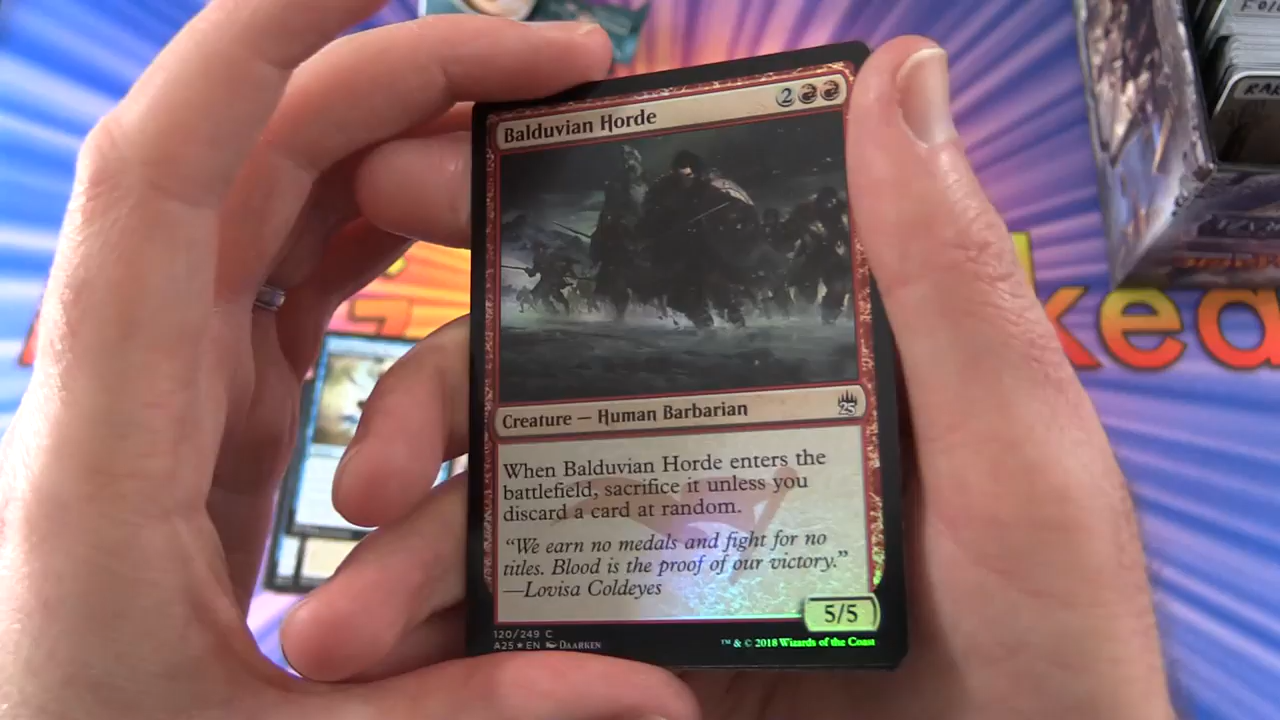 FOIL
Balduvian Horde
2
Creature — Human Barbarian
25
When Balduvian Horde enters the
battlefield, sacrifice it unless you
discard a card at random.
"We earn no medals and fight for no
titles. Blood is the proof of our victory."
—Lovisa Coldeyes
5/5
120/249 C
A25★EN DAARKEN
™ & © 2018 Wizards of the Coast